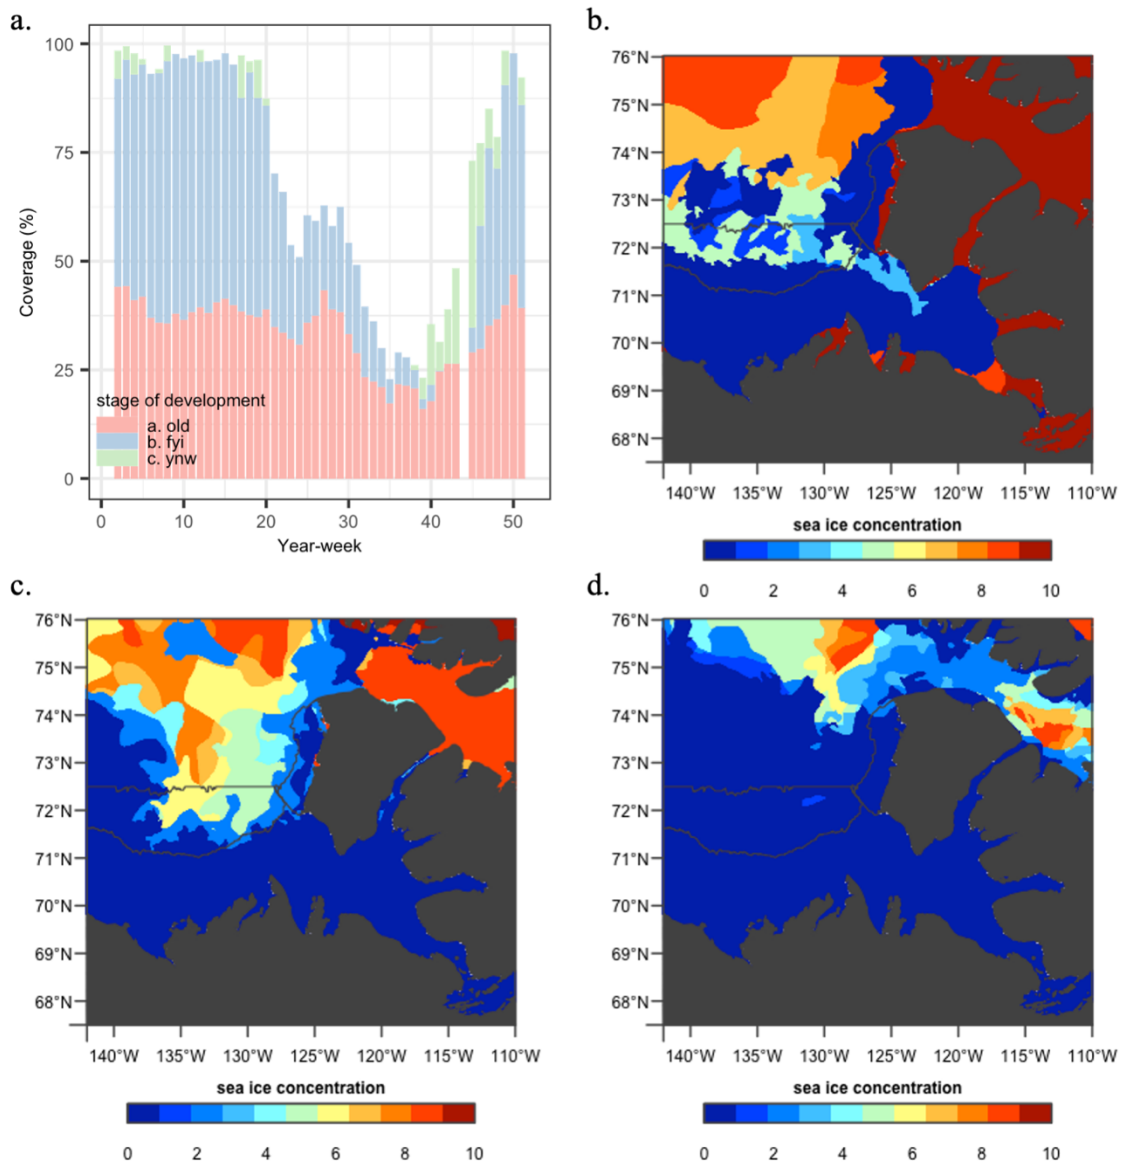 a.
100
75
50
25
0
Coverage (%)
stage of development
a. old
b. fyi
c. ynw
0 10 20 30 40 50
Year-week
b.
76°N
75°N
74°N
73°N
72°N
71°N
70°N
69°N
68°N
140°W 135°W 130°W 125°W 120°W 115°W 110°W
sea ice concentration
0 2 4 6 8 10
c.
76°N
75°N
74°N
73°N
72°N
71°N
70°N
69°N
68°N
140°W 135°W 130°W 125°W 120°W 115°W 110°W
sea ice concentration
0 2 4 6 8 10
d.
76°N
75°N
74°N
73°N
72°N
71°N
70°N
69°N
68°N
140°W 135°W 130°W 125°W 120°W 115°W 110°W
sea ice concentration
0 2 4 6 8 10